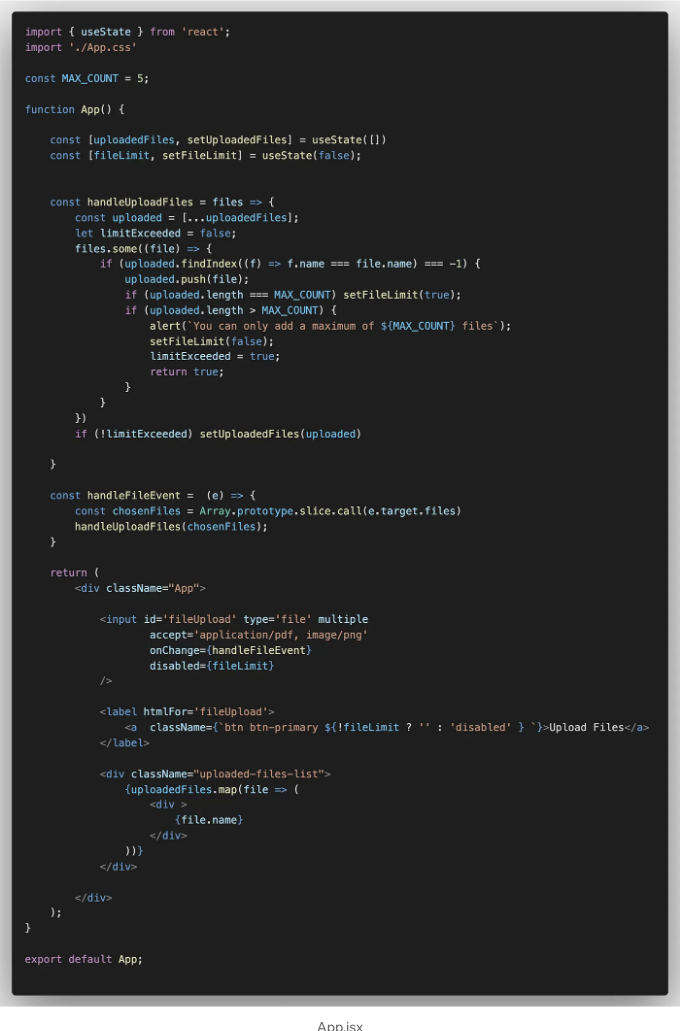 import { useState } from 'react';
import './App.css'
const MAX_COUNT = 5;
function App() {
const [uploadedFiles, setUploadedFiles] = useState([])
const [fileLimit, setFileLimit] = useState(false);
const handleUploadFiles = files => {
const uploaded = [...uploadedFiles];
let limitExceeded = false;
files.some((file) => {
if (uploaded.findIndex((f) => f.name === file.name) === -1) {
uploaded.push(file);
if (uploaded.length === MAX_COUNT) setFileLimit(true);
if (uploaded.length > MAX_COUNT) {
alert(`You can only add a maximum of ${MAX_COUNT} files`);
setFileLimit(false);
limitExceeded = true;
return true;
}
}
})
if (!limitExceeded) setUploadedFiles(uploaded)
}
const handleFileEvent =  (e) => {
const chosenFiles = Array.prototype.slice.call(e.target.files)
handleUploadFiles(chosenFiles);
}
return (
<div className="App">
<input id='fileUpload' type='file' multiple
accept='application/pdf, image/png'
onChange={handleFileEvent}
disabled={fileLimit}
/>
<label htmlFor='fileUpload'>
<a  className={`btn btn-primary ${!fileLimit ? '' : 'disabled' } `}>Upload Files</a>
</label>
<div className="uploaded-files-list">
{uploadedFiles.map(file => (
<div >
{file.name}
</div>
))}
</div>
</div>
);
}
export default App;
App.jsx